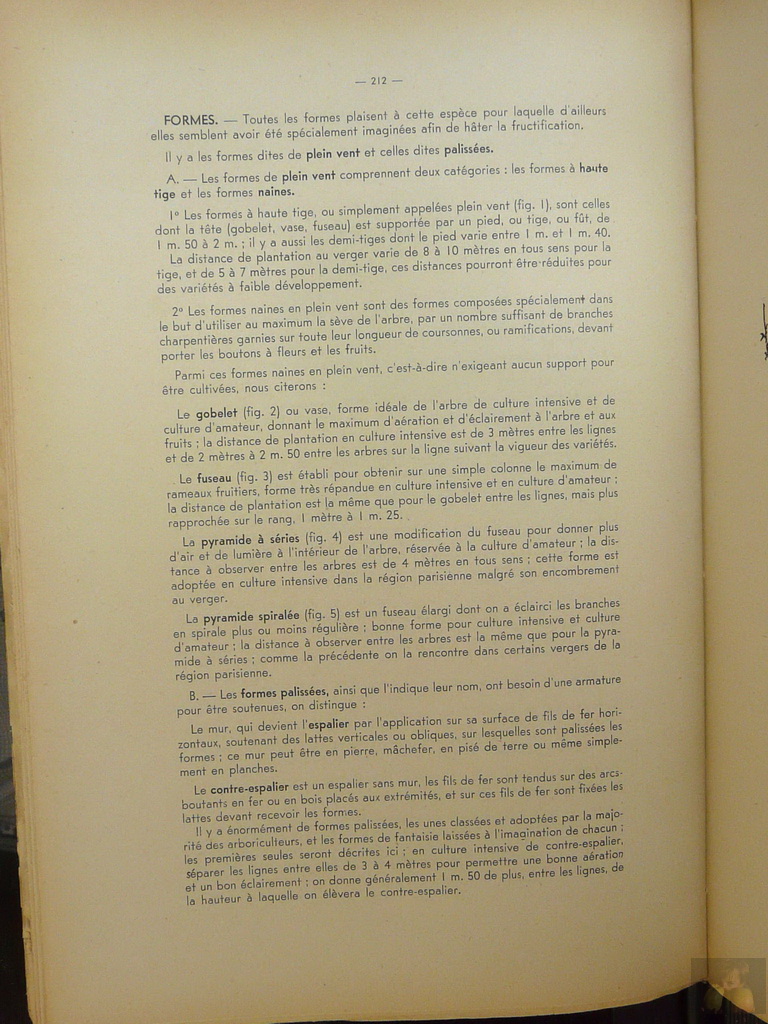 — 212 —
FORMES. — Toutes les formes plaisent à cette espèce pour laquelle d'ailleurs
elles semblent avoir été spécialement imaginées afin de hâter la fructification.
Il y a les formes dites de plein vent et celles dites palissées.
A. — Les formes de plein vent comprennent deux catégories : les formes à haute
tige et les formes naines.
1° Les formes à haute tige, ou simplement appelées plein vent (fig. 1), sont celles
dont la tête (gobelet, vase, fuseau) est supportée par un pied, ou tige, ou fût, de
1 m. 50 à 2 m. ; il y a aussi les demi-tiges dont le pied varie entre 1 m. et 1 m. 40.
La distance de plantation au verger varie de 8 à 10 mètres en tous sens pour la
tige, et de 5 à 7 mètres pour la demi-tige, ces distances pourront être réduites pour
des variétés à faible développement.
2° Les formes naines en plein vent sont des formes composées spécialement dans
le but d'utiliser au maximum la sève de l'arbre, par un nombre suffisant de branches
charpentières garnies sur toute leur longueur de coursonnes, ou ramifications, devant
porter les boutons à fleurs et les fruits.
Parmi ces formes naines en plein vent, c'est-à-dire n'exigeant aucun support pour
être cultivées, nous citerons :
Le gobelet (fig. 2) ou vase, forme idéale de l'arbre de culture intensive et de
culture d'amateur, donnant le maximum d'aération et d'éclairement à l'arbre et aux
fruits ; la distance de plantation en culture intensive est de 3 mètres entre les lignes
et de 2 mètres à 2 m. 50 entre les arbres sur la ligne suivant la vigueur des variétés.
Le fuseau (fig. 3) est établi pour obtenir sur une simple colonne le maximum de
rameaux fruitiers, forme très répandue en culture intensive et en culture d'amateur ;
la distance de plantation est la même que pour le gobelet entre les lignes, mais plus
rapprochée sur le rang, 1 mètre à 1 m. 25.
La pyramide à séries (fig. 4) est une modification du fuseau pour donner plus
d'air et de lumière à l'intérieur de l'arbre, réservée à la culture d'amateur ; la dis-
tance à observer entre les arbres est de 4 mètres en tous sens ; cette forme est
adoptée en culture intensive dans la région parisienne malgré son encombrement
au verger.
La pyramide spiralée (fig. 5) est un fuseau élargi dont on a éclairci les branches
en spirale plus ou moins régulière ; bonne forme pour culture intensive et culture
d'amateur ; la distance à observer entre les arbres est la même que pour la pyra-
mide à séries ; comme la précédente on la rencontre dans certains vergers de la
région parisienne.
B. — Les formes palissées, ainsi que l'indique leur nom, ont besoin d'une armature
pour être soutenues, on distingue :
Le mur, qui devient l'espalier par l'application sur sa surface de fils de fer hori-
zontaux, soutenant des lattes verticales ou obliques, sur lesquelles sont palissées les
formes ; ce mur peut être en pierre, mâchefer, en pisé de terre ou même simple-
ment en planches.
Le contre-espalier est un espalier sans mur, les fils de fer sont tendus sur des arcs-
boutants en fer ou en bois placés aux extrémités, et sur ces fils de fer sont fixées les
lattes devant recevoir les formes.
Il y a énormément de formes palissées, les unes classées et adoptées par la majo-
rité des arboriculteurs, et les formes de fantaisie laissées à l'imagination de chacun ;
les premières seules seront décrites ici ; en culture intensive de contre-espalier,
séparer les lignes entre elles de 3 à 4 mètres pour permettre une bonne aération
et un bon éclairement ; on donne généralement 1 m. 50 de plus, entre les lignes, de
la hauteur à laquelle on élèvera le contre-espalier.